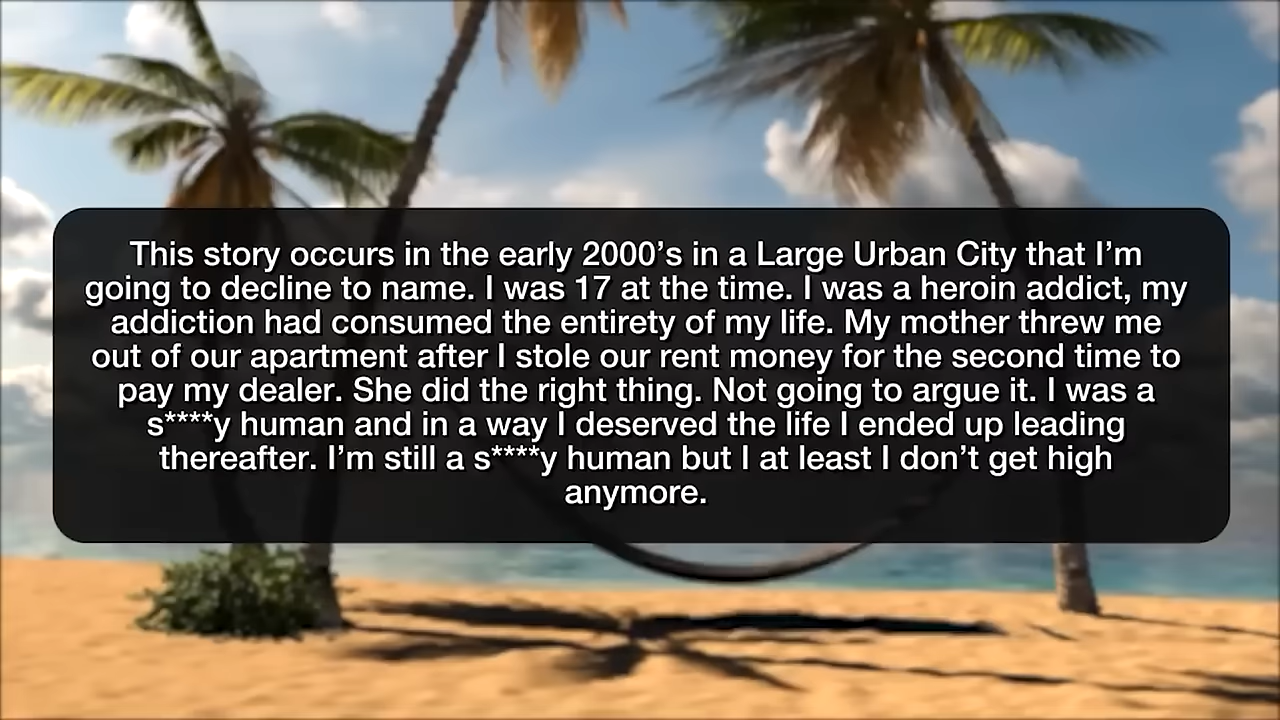 This story occurs in the early 2000’s in a Large Urban City that I’m
going to decline to name. I was 17 at the time. I was a heroin addict, my
addiction had consumed the entirety of my life. My mother threw me
out of our apartment after I stole our rent money for the second time to
pay my dealer. She did the right thing. Not going to argue it. I was a
s****y human and in a way I deserved the life I ended up leading
thereafter. I’m still a s****y human but I at least I don’t get high
anymore.